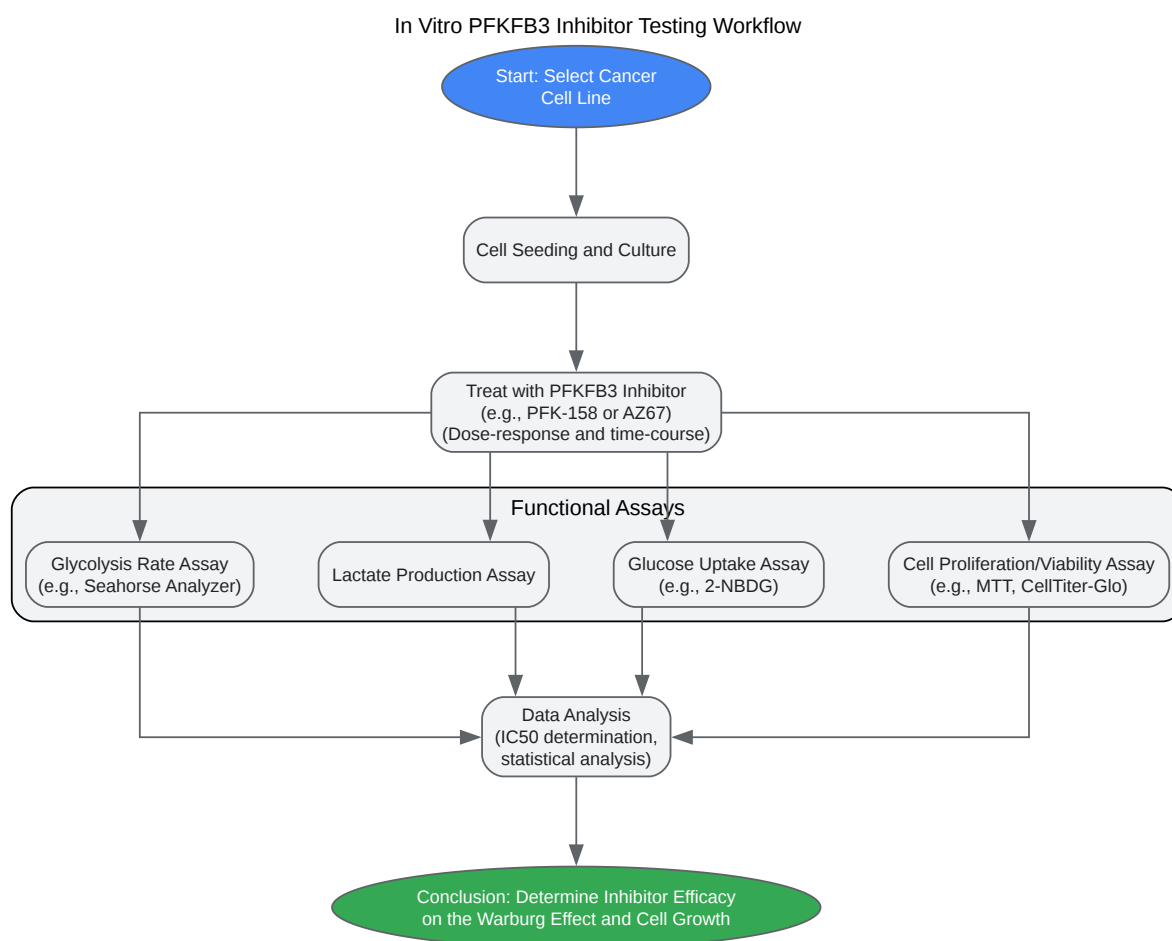 In Vitro PFKFB3 Inhibitor Testing Workflow
Start: Select Cancer
Cell Line
Cell Seeding and Culture
Treat with PFKFB3 Inhibitor
(e.g., PFK-158 or AZ67)
(Dose-response and time-course)
Functional Assays
Glycolysis Rate Assay
(e.g., Seahorse Analyzer)
Lactate Production Assay
Glucose Uptake Assay
(e.g., 2-NBDG)
Cell Proliferation/Viability Assay
(e.g., MTT, CellTiter-Glo)
Data Analysis
(IC50 determination,
statistical analysis)
Conclusion: Determine Inhibitor Efficacy
on the Warburg Effect and Cell Growth